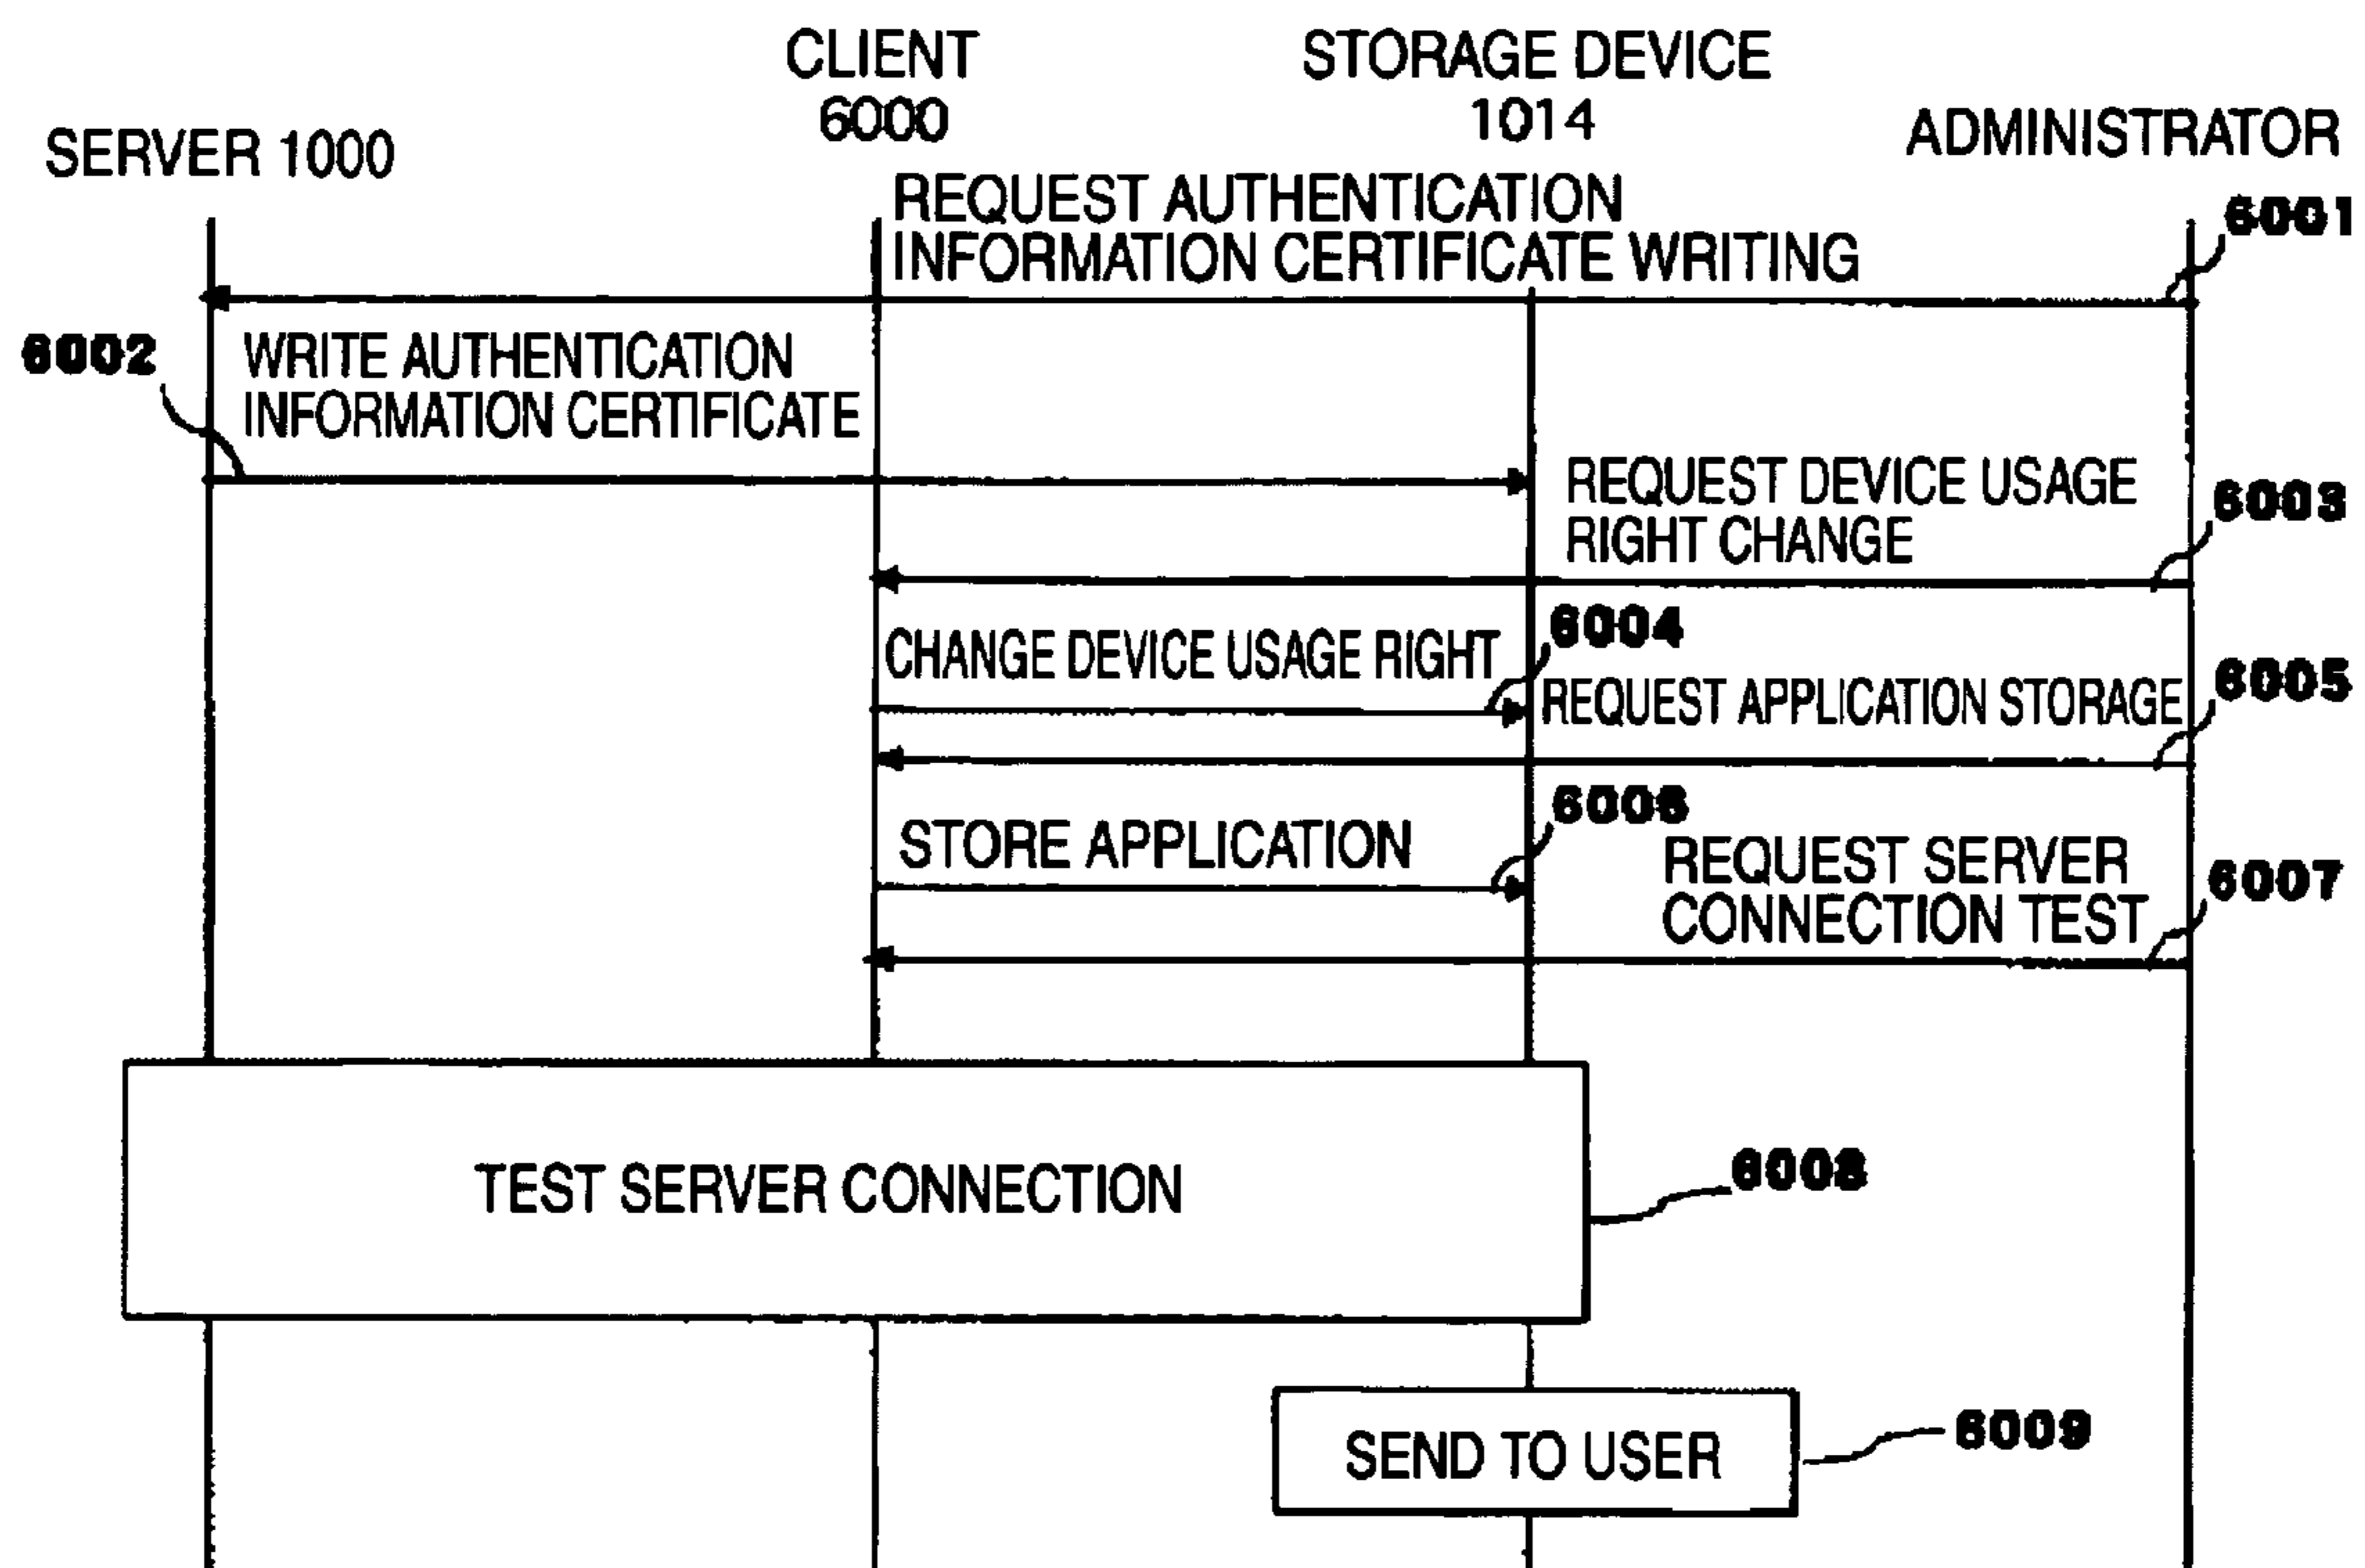 CLIENT
6000
STORAGE DEVICE
1014
SERVER 1000
ADMINISTRATOR
REQUEST AUTHENTICATION
INFORMATION CERTIFICATE WRITING
6001
6002
WRITE AUTHENTICATION
INFORMATION CERTIFICATE
REQUEST DEVICE USAGE
RIGHT CHANGE
6003
CHANGE DEVICE USAGE RIGHT
6004
REQUEST APPLICATION STORAGE
6005
STORE APPLICATION
6006
REQUEST SERVER
CONNECTION TEST
6007
TEST SERVER CONNECTION
6008
SEND TO USER
6009